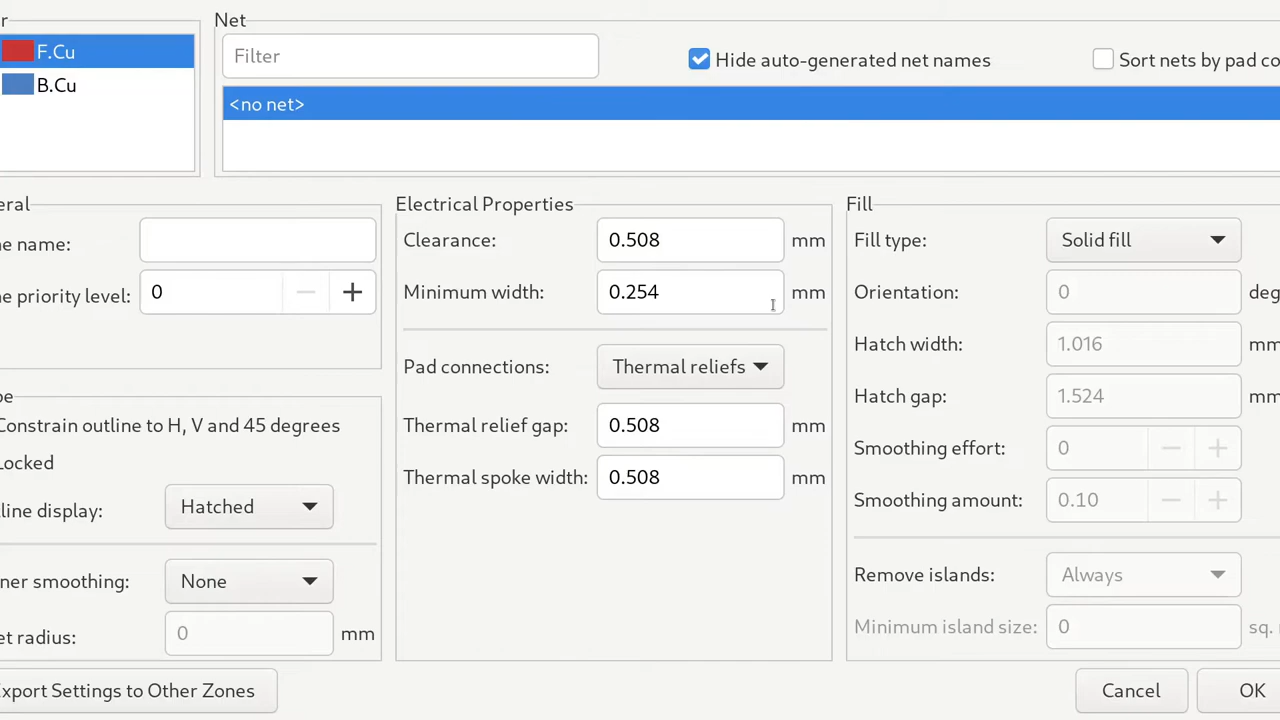 r
F.Cu
B.Cu
Net
Filter
Hide auto-generated net names
Sort nets by pad co
<no net>
eral
ne name:
ne priority level: 0
pe
Constrain outline to H, V and 45 degrees
Locked
tline display: Hatched
ner smoothing: None
et radius: 0 mm
Electrical Properties
Clearance: 0.508 mm
Minimum width: 0.254 mm
Pad connections: Thermal reliefs
Thermal relief gap: 0.508 mm
Thermal spoke width: 0.508 mm
Fill
Fill type: Solid fill
Orientation: 0 deg
Hatch width: 1.016 mm
Hatch gap: 1.524 mm
Smoothing effort: 0
Smoothing amount: 0.10
Remove islands: Always
Minimum island size: 0 sq.
Export Settings to Other Zones
Cancel
OK